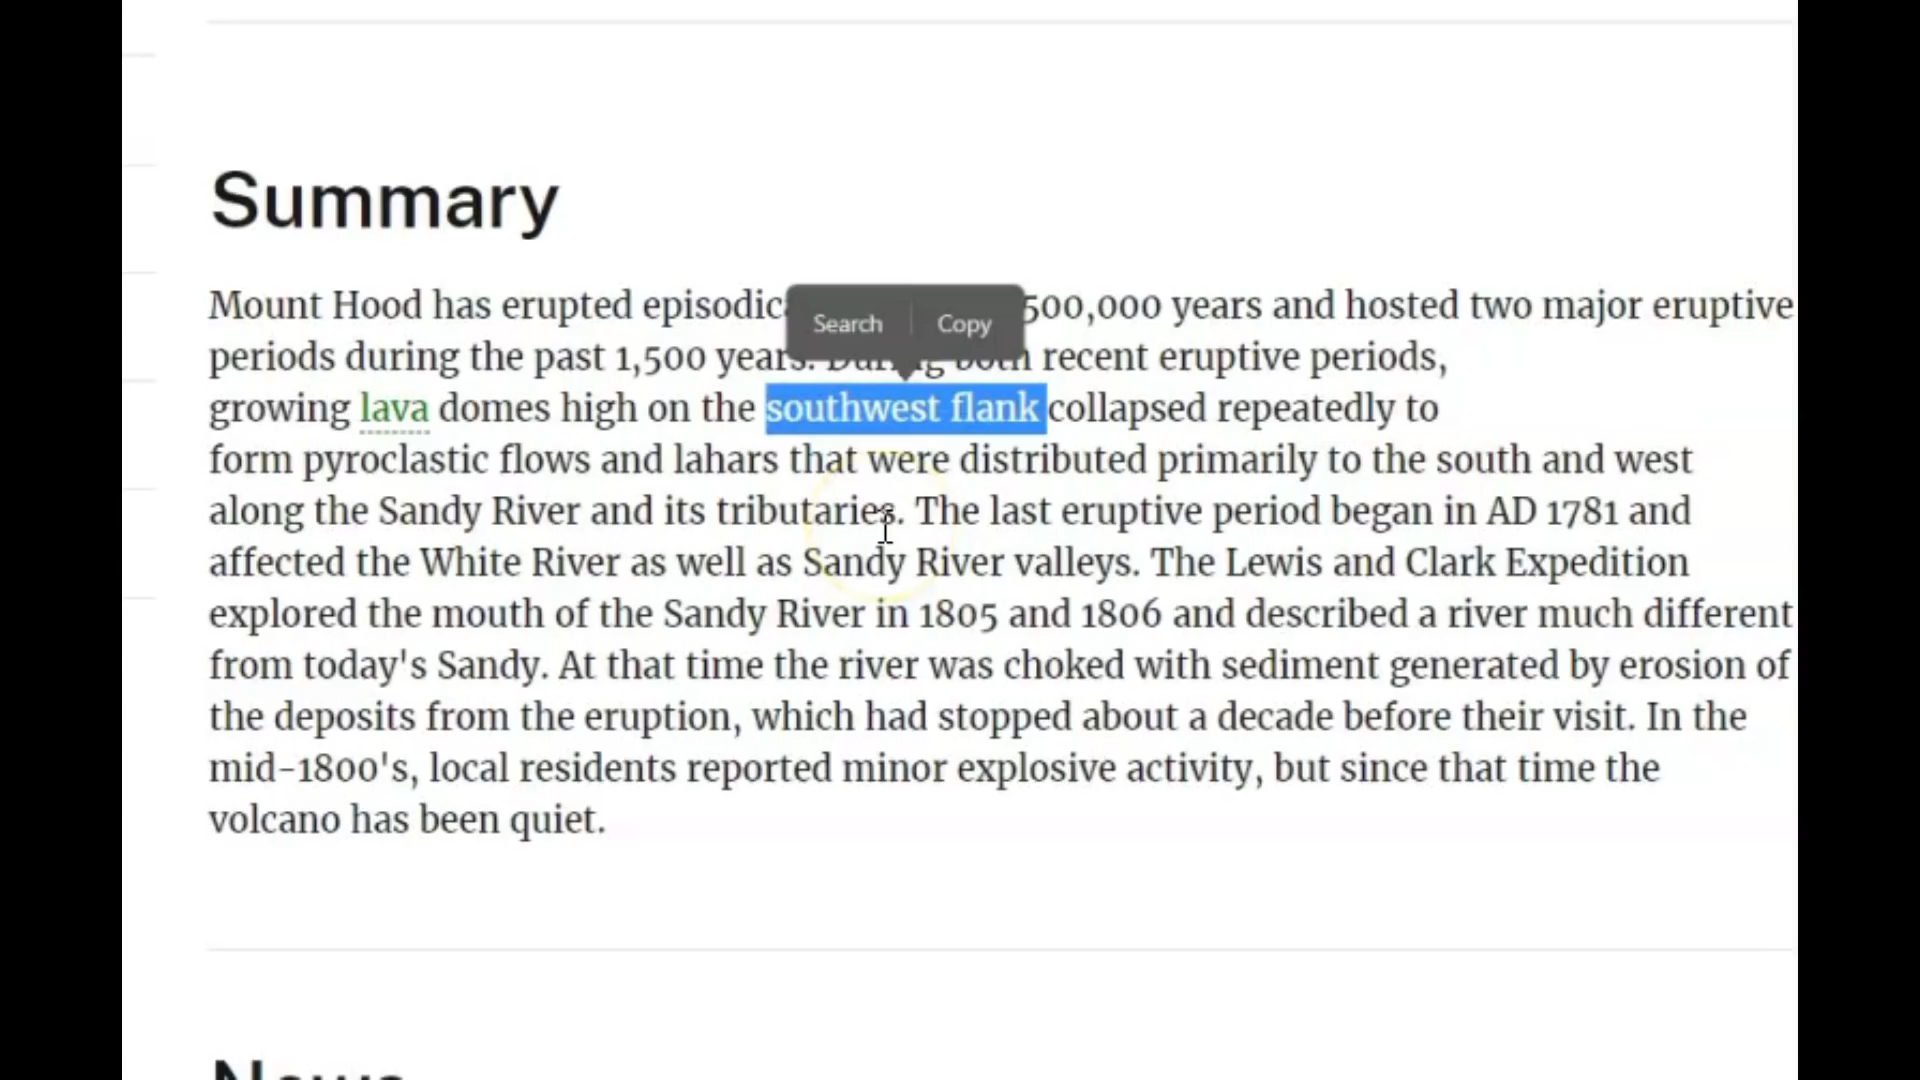 Summary
Search
Copy
Mount Hood has erupted 500,000 years and hosted two major eruptive
periods during the past 1,500 years. During both recent eruptive periods,
growing lava domes high on the southwest flank collapsed repeatedly to
form pyroclastic flows and lahars that were distributed primarily to the south and west
along the Sandy River and its tributaries. The last eruptive period began in AD 1781 and
affected the White River as well as Sandy River valleys. The Lewis and Clark Expedition
explored the mouth of the Sandy River in 1805 and 1806 and described a river much different
from today's Sandy. At that time the river was choked with sediment generated by erosion of
the deposits from the eruption, which had stopped about a decade before their visit. In the
mid-1800's, local residents reported minor explosive activity, but since that time the
volcano has been quiet.
News